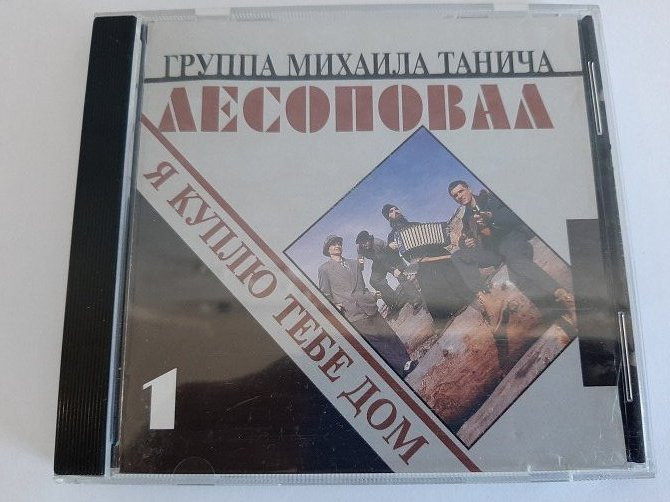 ГРУППА МИХАИЛА ТАНИЧА
ЛЕСОПОВАЛ
Я КУПЛЮ ТЕБЕ ДОМ
1